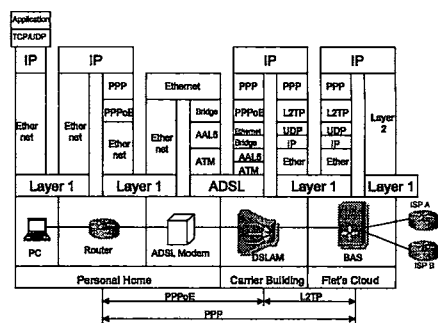 Application
TCP/UDP
IP
IP
IP
IP
PPP
Ethernet
PPP
PPP
PPP
PPPoE
Bridge
PPPoE
L2TP
L2TP
Layer 2
Ether net
Ether net
Ether net
Ether net
AAL5
ATM
Ethernet
Bridge
AAL5
ATM
UDP
IP
Ether
UDP
IP
Ether
Layer 1
Layer 1
ADSL
Layer 1
Layer 1
PC
Router
ADSL Modem
DSLAM
BAS
ISP A
ISP B
Personal Home
Carrier Building
Flet's Cloud
PPPoE
L2TP
PPP